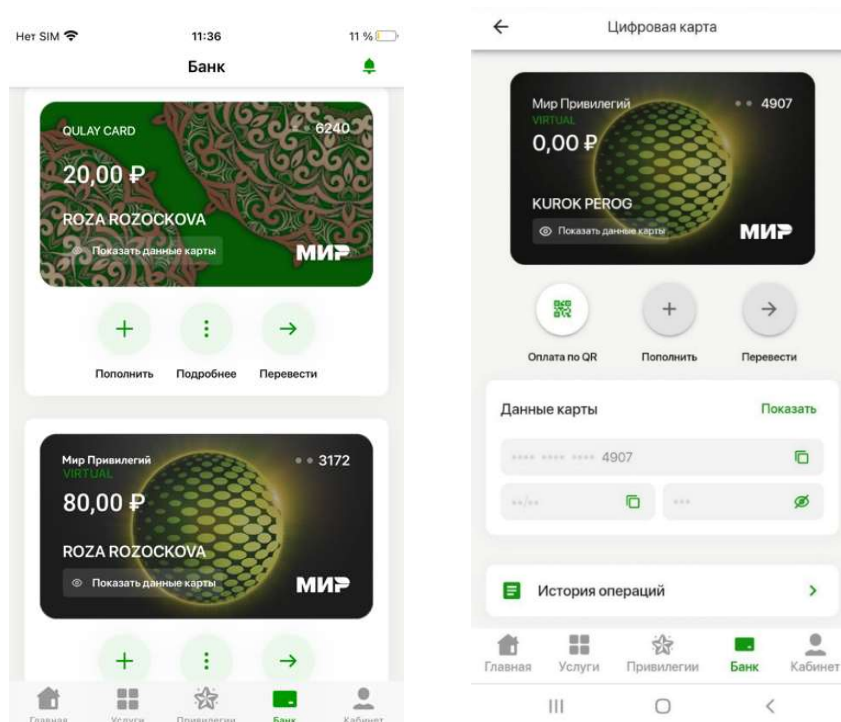 Нет SIM
11:36
11 %
Банк
QULAY CARD
6240
20,00 ₽
ROZA ROZOCKOVA
Показать данные карты
МИР
Пополнить
Подробнее
Перевести
Мир Привилегий
VIRTUAL
3172
80,00 ₽
ROZA ROZOCKOVA
Показать данные карты
МИР
Главная
Услуги
Привилегии
Банк
Кабинет
Цифровая карта
Мир Привилегий
VIRTUAL
4907
0,00 ₽
KUROK PEROG
Показать данные карты
МИР
Оплата по QR
Пополнить
Перевести
Данные карты
Показать
•••• •••• •••• 4907
••/••
•••
История операций
Главная
Услуги
Привилегии
Банк
Кабинет